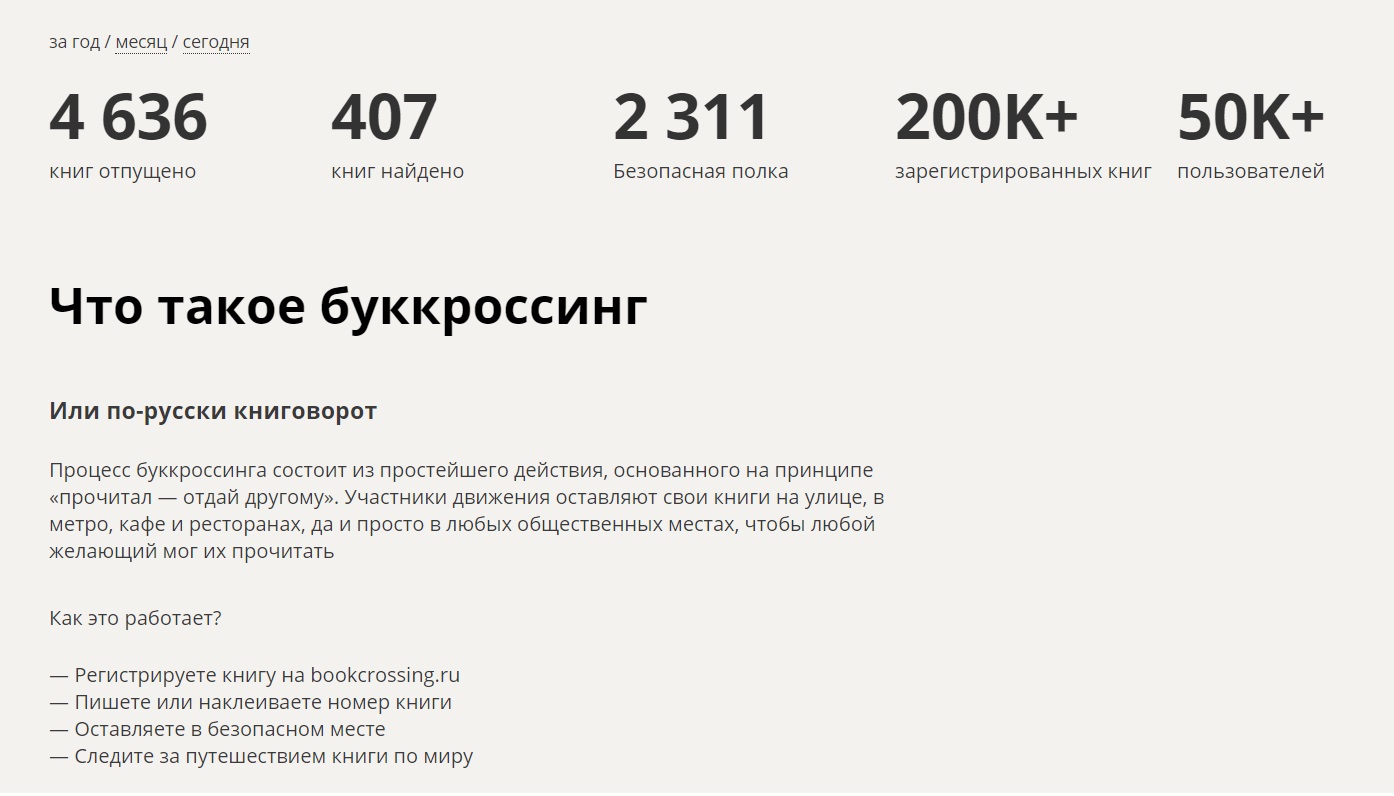 за год / месяц / сегодня
4 636 407 2 311 200K+ 50K+
книг отпущено книг найдено Безопасная полка зарегистрированных книг пользователей
Что такое буккроссинг
Или по-русски книговорот
Процесс буккроссинга состоит из простейшего действия, основанного на принципе
«прочитал — отдай другому». Участники движения оставляют свои книги на улице, в
метро, кафе и ресторанах, да и просто в любых общественных местах, чтобы любой
желающий мог их прочитать
Как это работает?
— Регистрируете книгу на bookcrossing.ru
— Пишете или наклеиваете номер книги
— Оставляете в безопасном месте
— Следите за путешествием книги по миру